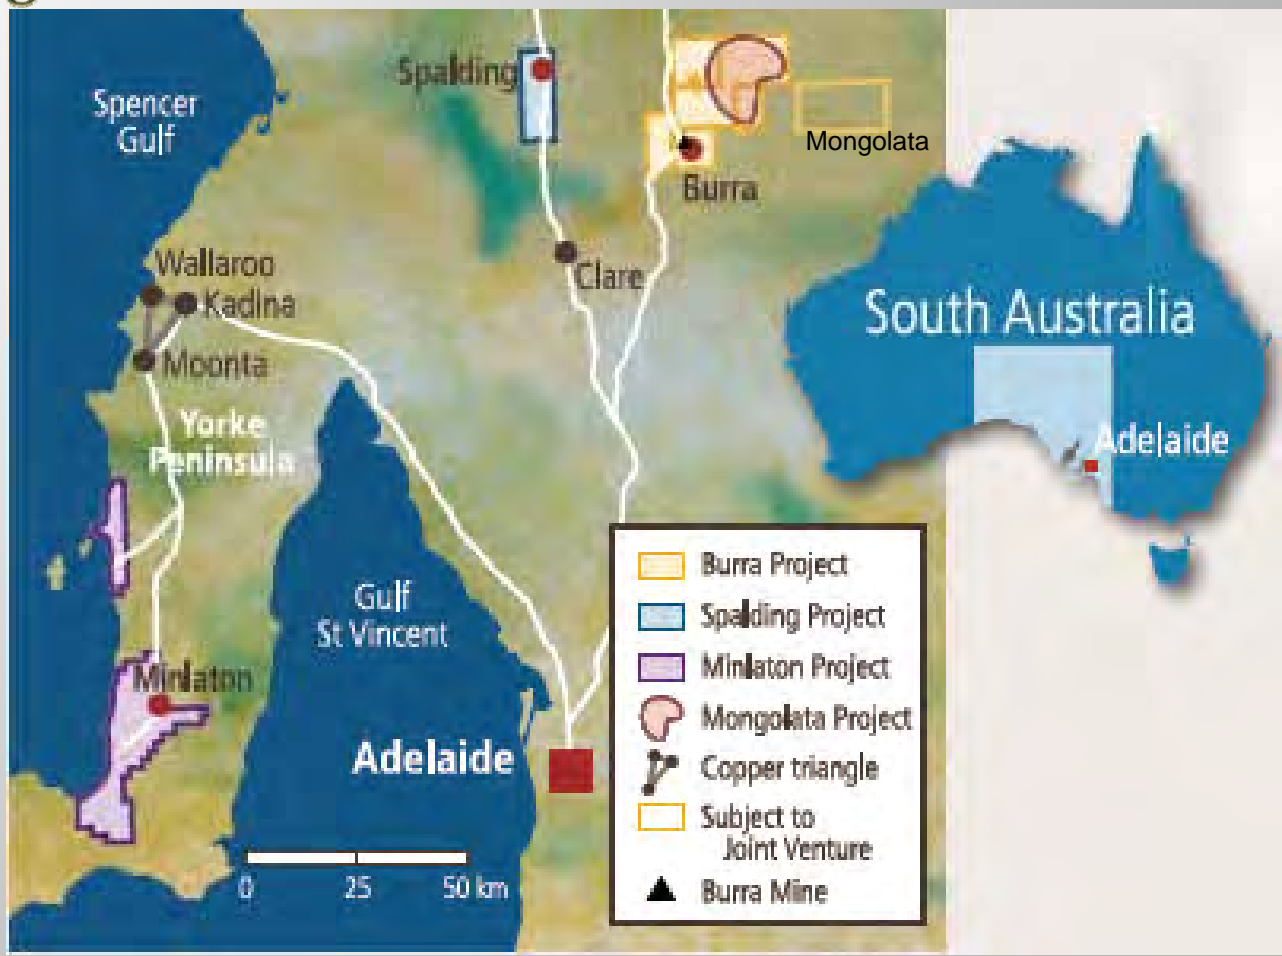 Spencer
Gulf
Spalding
Mongolata
Burra
Wallaroo
Kadina
Clare
Moonta
South Australia
Adelaide
Yorke
Peninsula
Gulf
St Vincent
Minlaton
Adelaide
0 25 50 km
Burra Project
Spalding Project
Minlaton Project
Mongolata Project
Copper triangle
Subject to
Joint Venture
Burra Mine